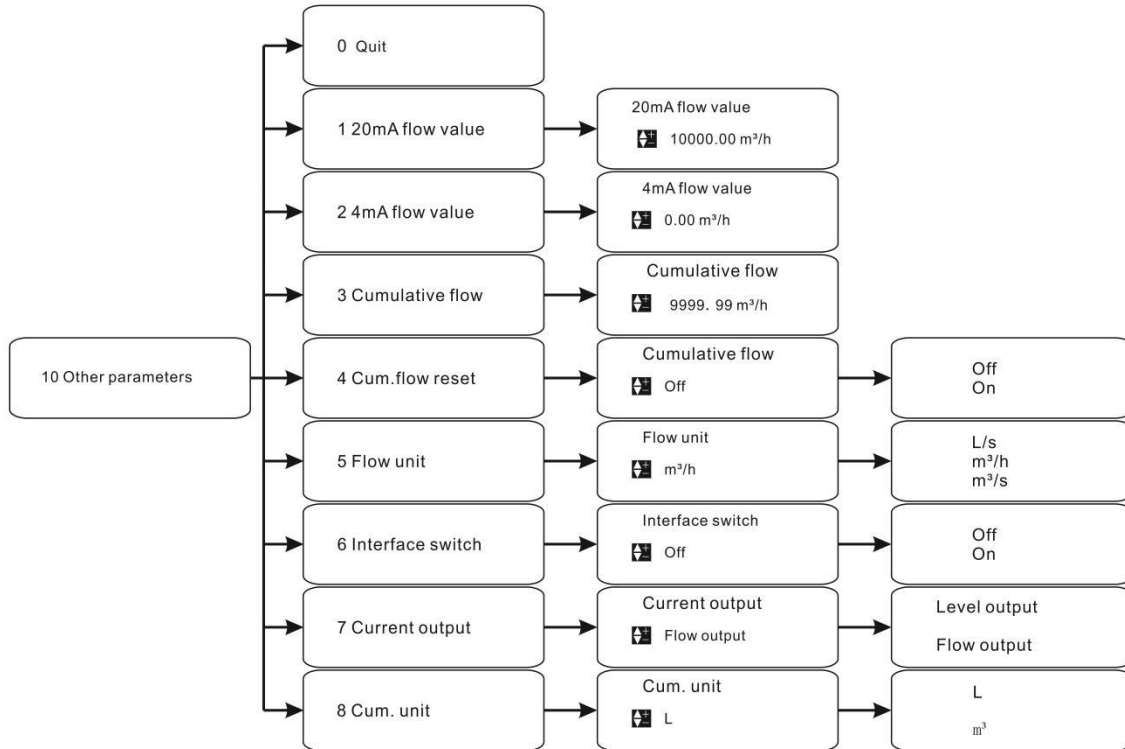 0 Quit
1 20mA flow value
20mA flow value
10000.00 m³/h
2 4mA flow value
4mA flow value
0.00 m³/h
3 Cumulative flow
Cumulative flow
9999. 99 m³/h
10 Other parameters
4 Cum.flow reset
Cumulative flow
Off
Off
On
5 Flow unit
Flow unit
m³/h
L/s
m³/h
m³/s
6 Interface switch
Interface switch
Off
Off
On
7 Current output
Current output
Flow output
Level output
Flow output
8 Cum. unit
Cum. unit
L
L
m³